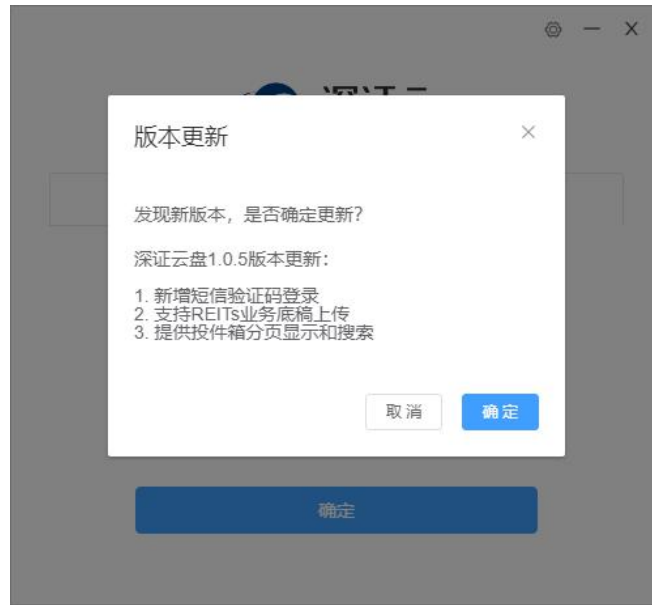 版本更新
发现新版本，是否确定更新？
深证云盘1.0.5版本更新：
1. 新增短信验证码登录
2. 支持REITs业务底稿上传
3. 提供投件箱分页显示和搜索
取消
确定
确定